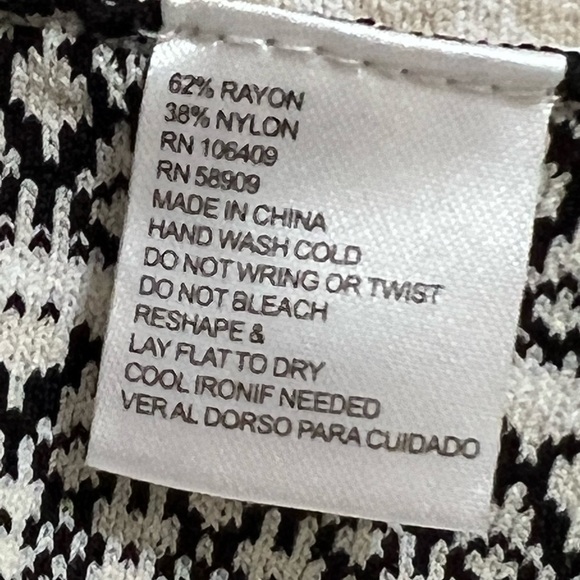 62% RAYON
38% NYLON
RN 106409
RN 58909
MADE IN CHINA
HAND WASH COLD
DO NOT WRING OR TWIST
DO NOT BLEACH
RESHAPE &
LAY FLAT TO DRY
COOL IRONIF NEEDED
VER AL DORSO PARA CUIDADO